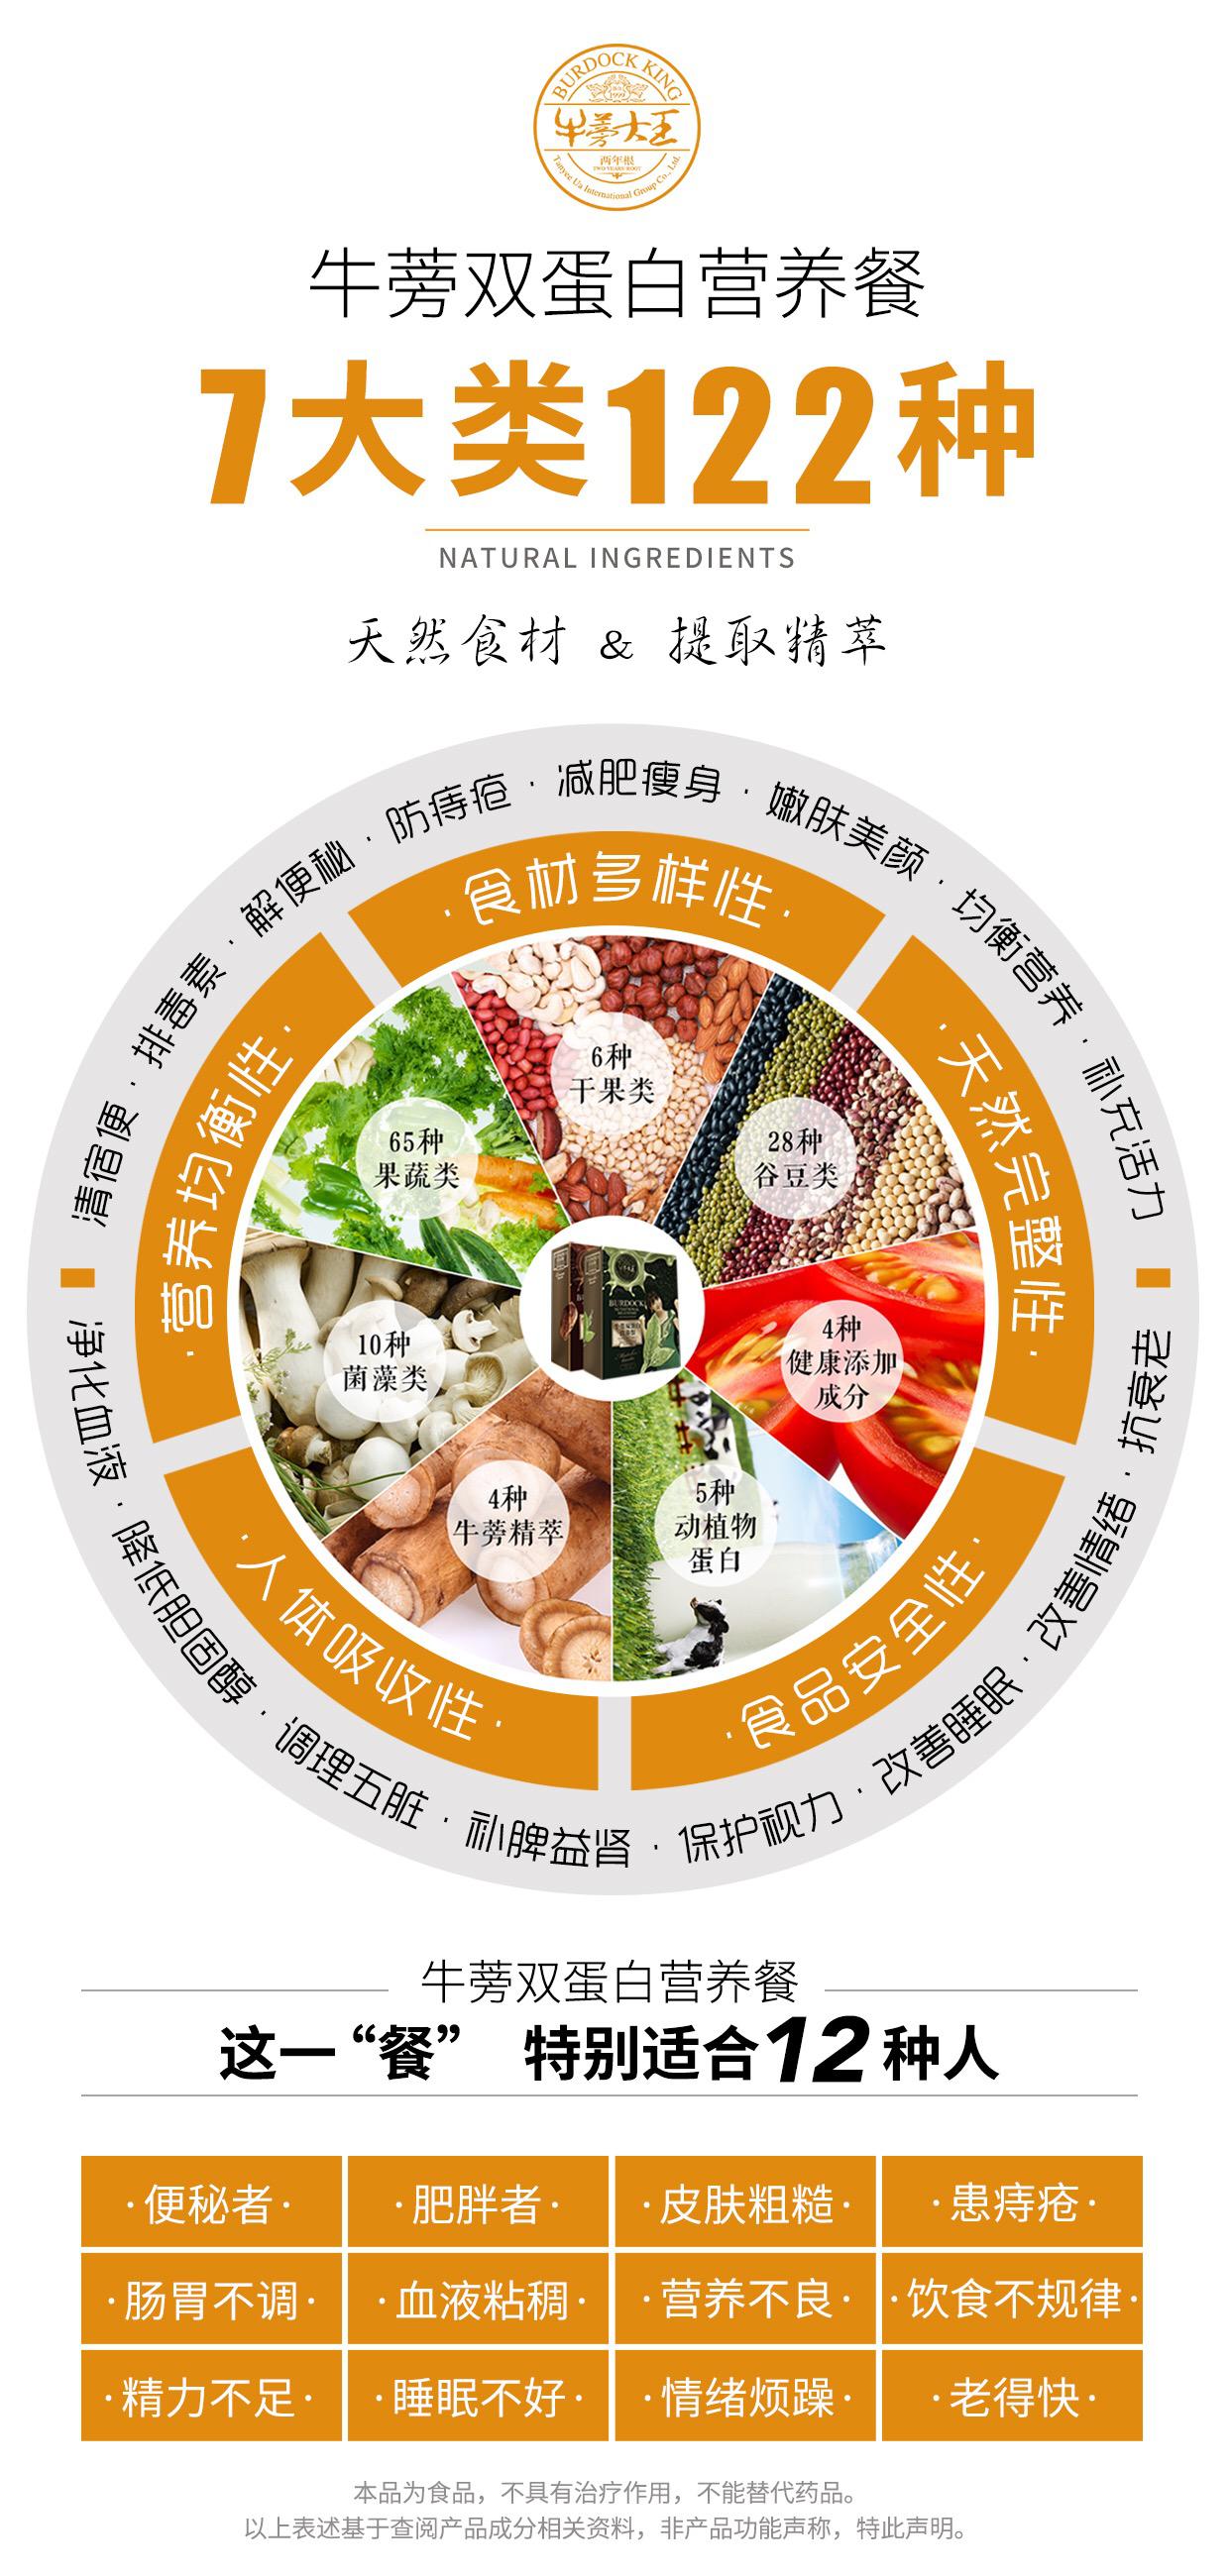 BURDOCK KING
牛蒡大王
两年根
TWO YEARS ROOT
International Group Co., Ltd.
牛蒡双蛋白营养餐
7大类122种
NATURAL INGREDIENTS
天然食材 & 提取精萃
清宿便 · 排毒素 · 解便秘 · 防痔疮 · 减肥瘦身 · 嫩肤美颜 · 均衡营养 · 补充活力
· 营养均衡性 ·
· 食材多样性 ·
· 天然完整性 ·
6种
干果类
65种
果蔬类
28种
谷豆类
10种
菌藻类
BURDOCK
4种
健康添加
成分
4种
牛蒡精萃
5种
动植物
蛋白
· 人体吸收性 ·
· 食品安全性 ·
净化血液 · 降低胆固醇 · 调理五脏 · 补脾益肾 · 保护视力 · 改善睡眠 · 改善情绪 · 抗衰老
牛蒡双蛋白营养餐
这一“餐” 特别适合12种人
·便秘者· ·肥胖者· ·皮肤粗糙· ·患痔疮·
·肠胃不调· ·血液粘稠· ·营养不良· ·饮食不规律·
·精力不足· ·睡眠不好· ·情绪烦躁· ·老得快·
本品为食品，不具有治疗作用，不能替代药品。
以上表述基于查阅产品成分相关资料，非产品功能声称，特此声明。